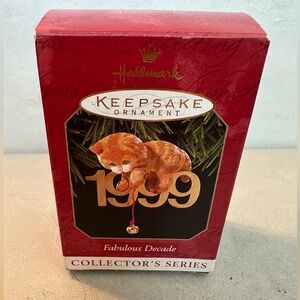 Hallmark
KEEPSAKE
ORNAMENT
1999
Fabulous Decade
COLLECTOR'S SERIES